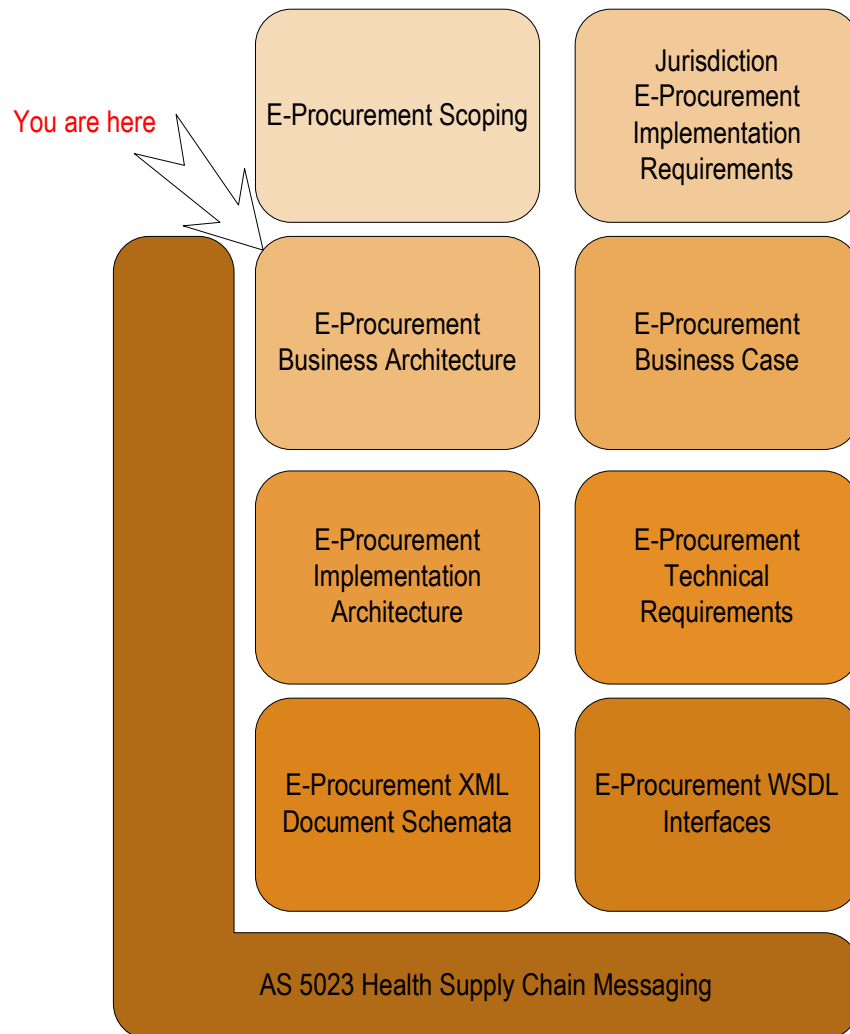 You are here
E-Procurement Scoping
Jurisdiction
E-Procurement
Implementation
Requirements
E-Procurement
Business Architecture
E-Procurement
Business Case
E-Procurement
Implementation
Architecture
E-Procurement
Technical
Requirements
E-Procurement XML
Document Schemata
E-Procurement WSDL
Interfaces
AS 5023 Health Supply Chain Messaging